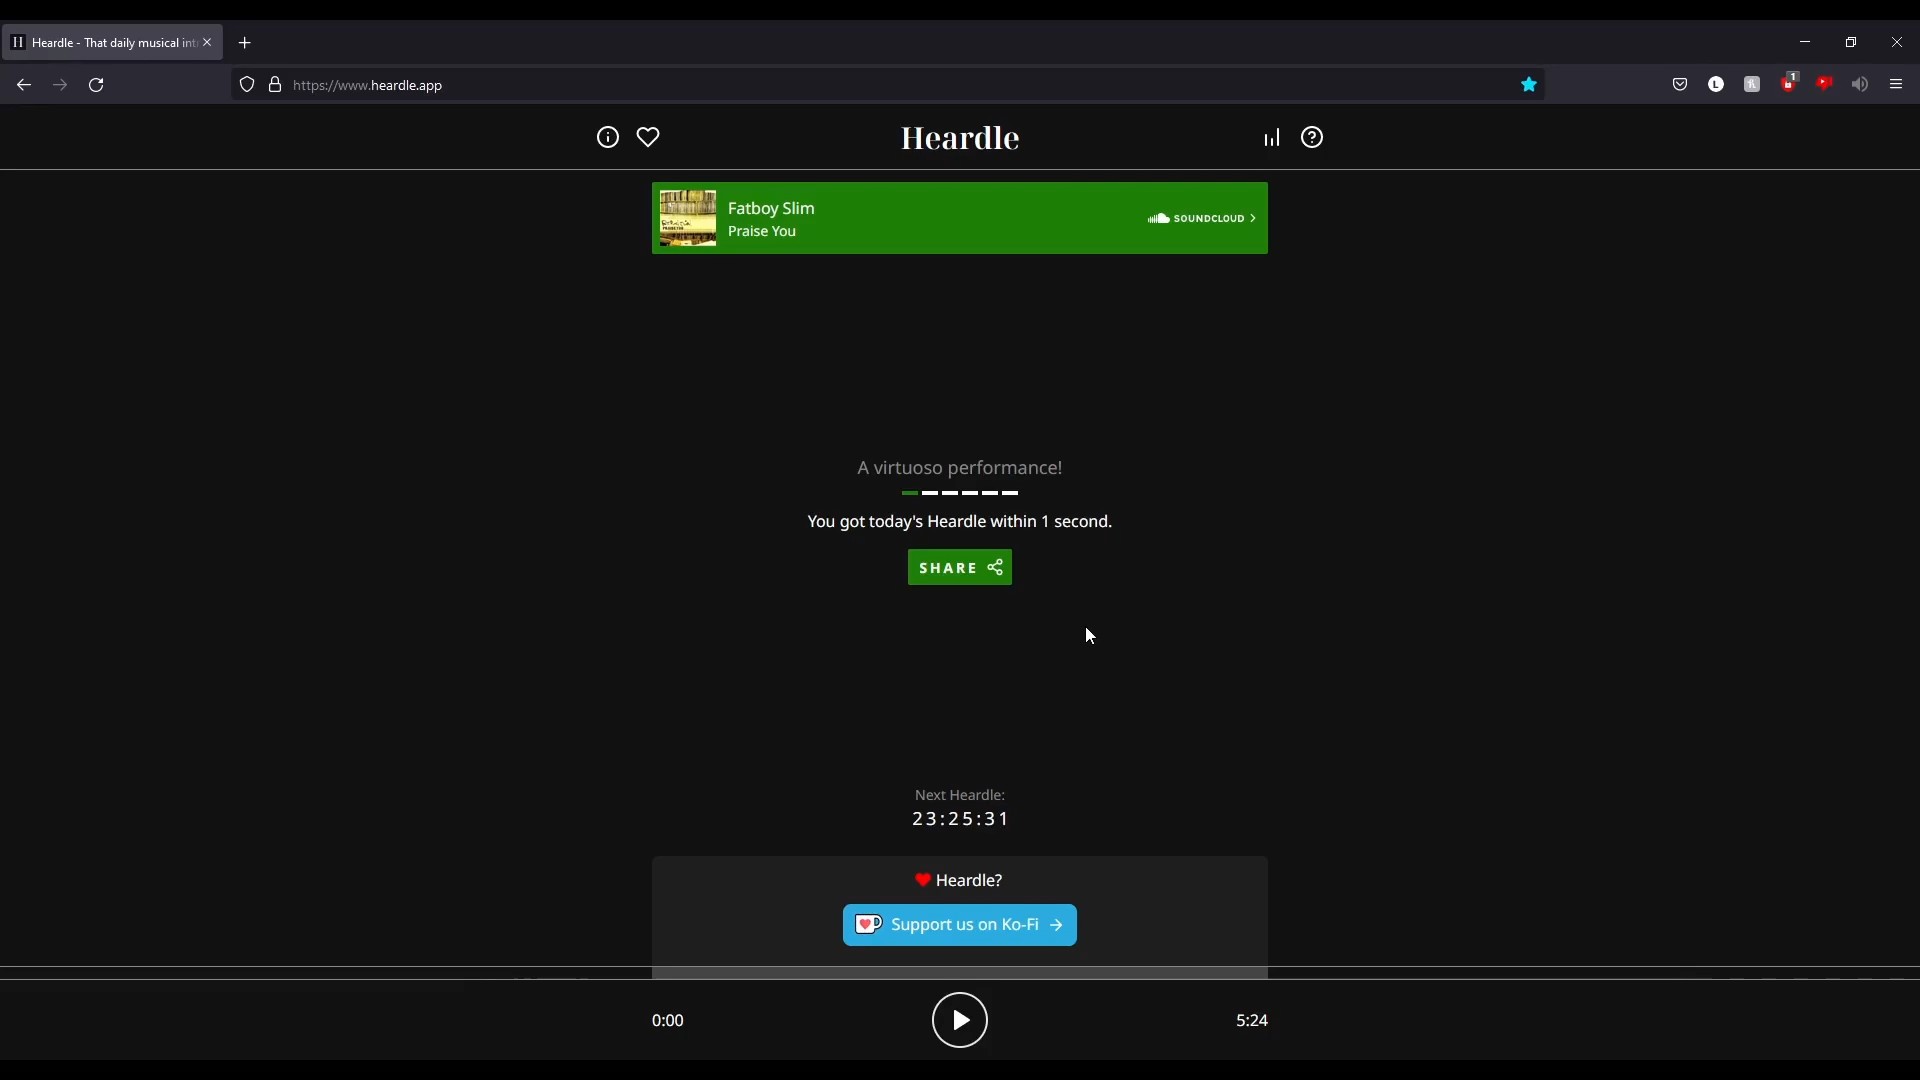 Heardle - That daily musical int
https://www.heardle.app
1
Heardle
Fatboy Slim
Praise You
SOUNDCLOUD
A virtuoso performance!
You got today's Heardle within 1 second.
SHARE
Next Heardle:
23:25:31
Heardle?
Support us on Ko-Fi
0:00
5:24